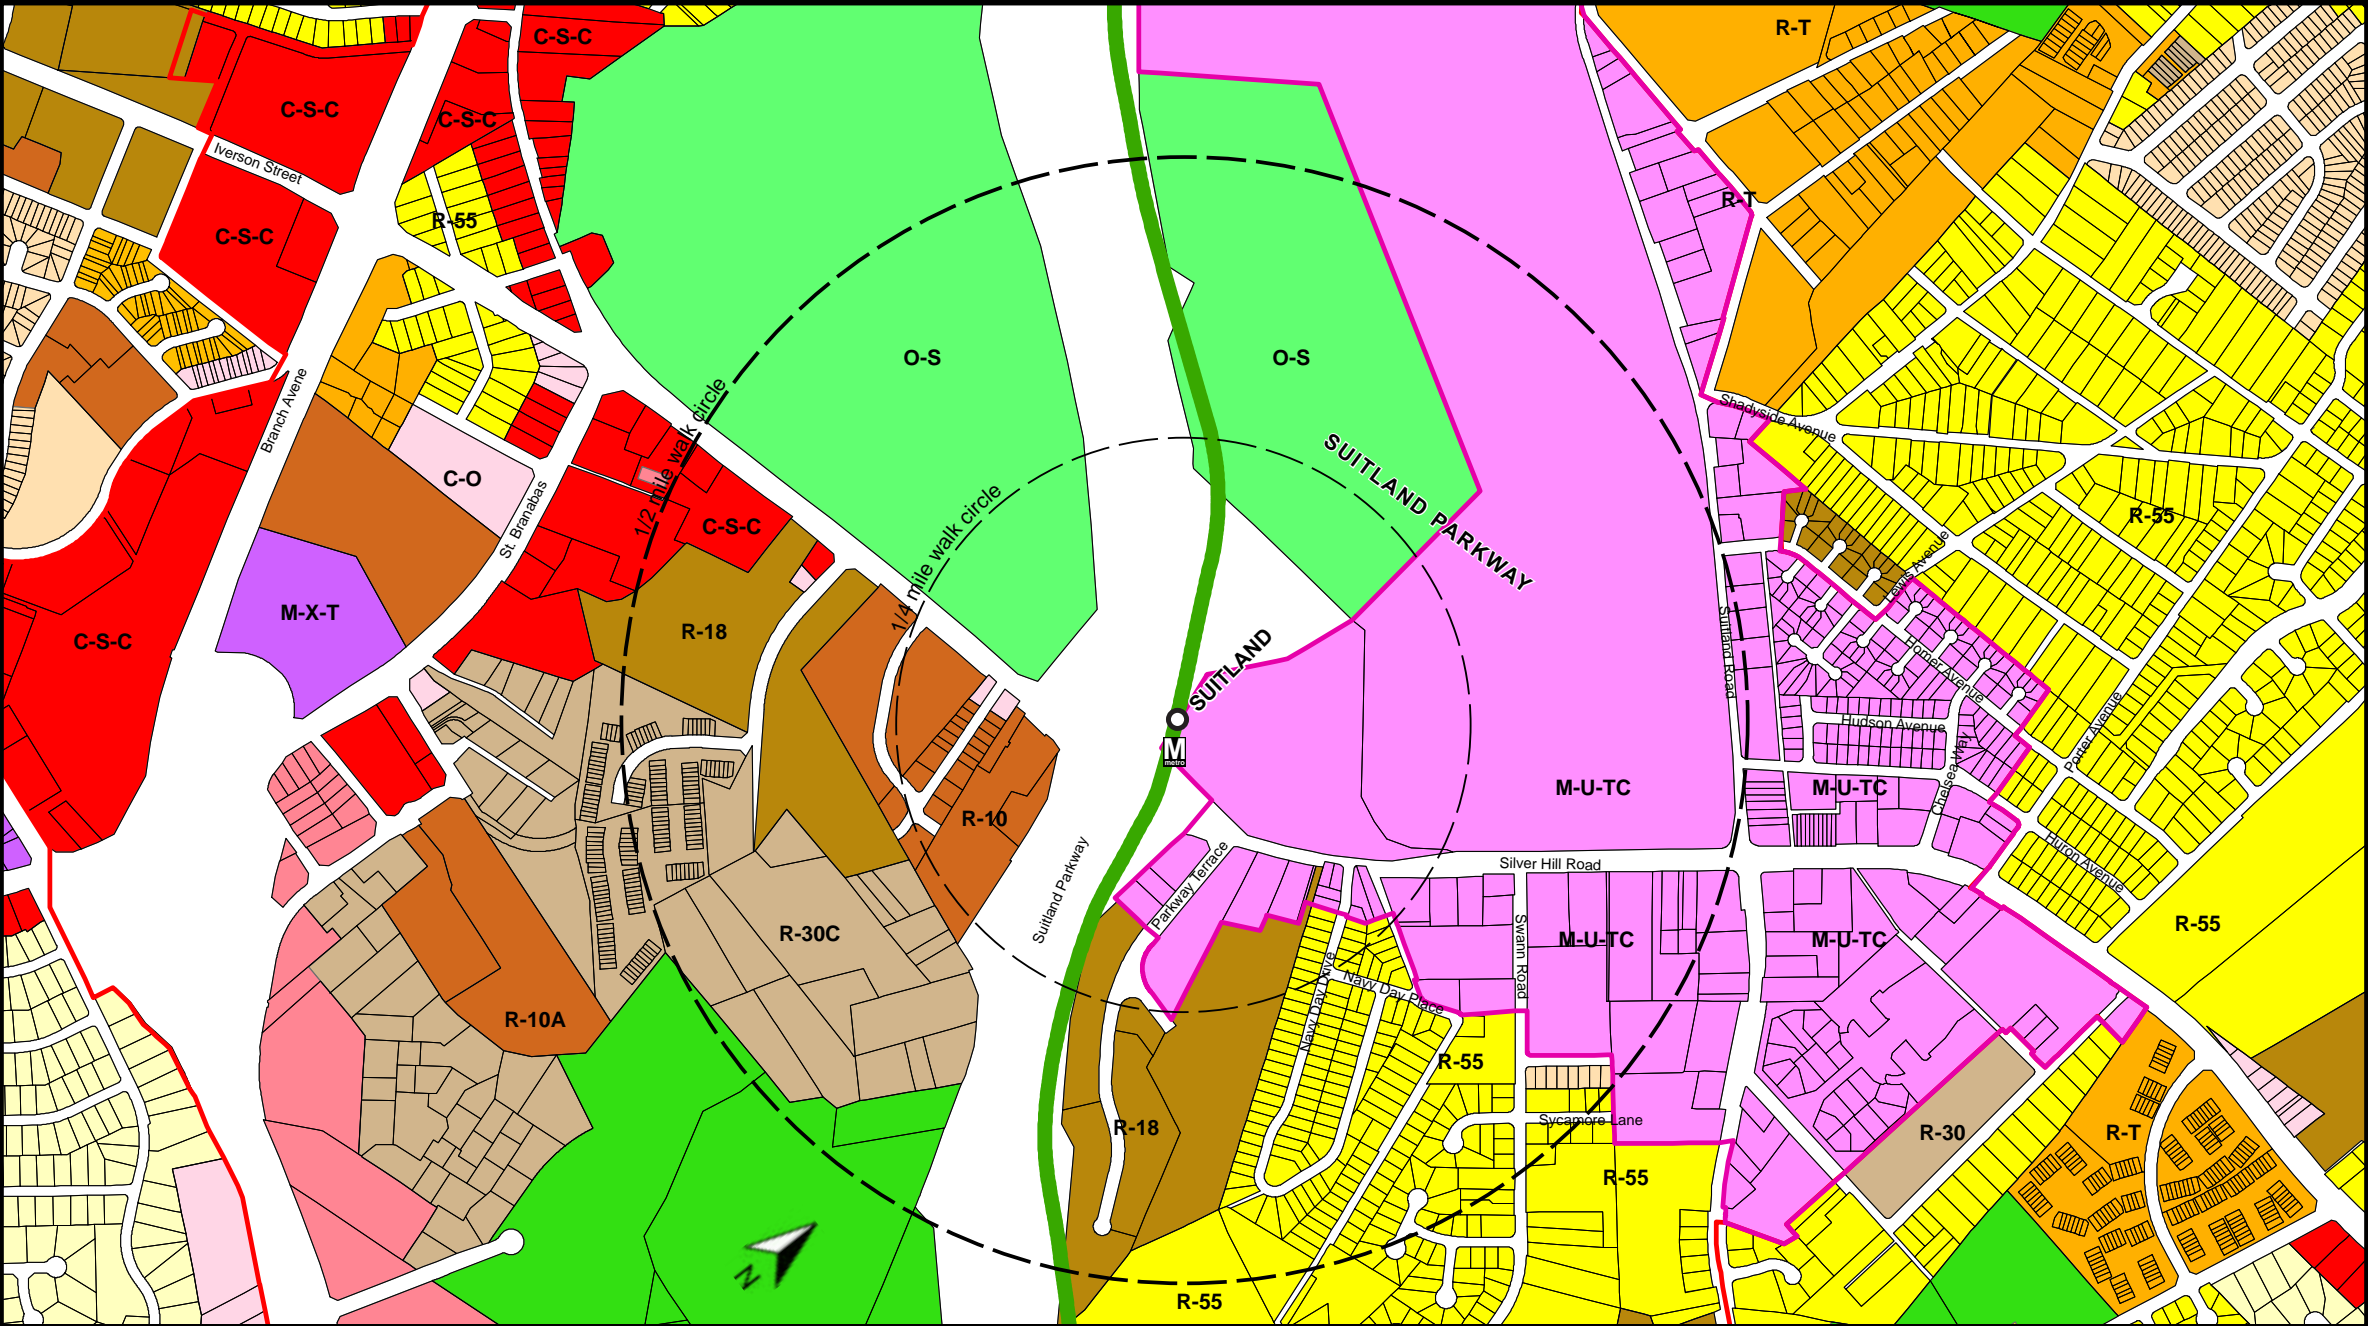 C-S-C
R-T
C-S-C
C-S-C
Iverson Street
R-T
R-55
C-S-C
O-S
O-S
Shadyside Avenue
Branch Avene
1/2 mile walk circle
SUITLAND PARKWAY
C-O
St. Branabas
C-S-C
1/4 mile walk circle
R-55
Lewis Avenue
M-X-T
R-18
C-S-C
SUITLAND
Suitland Road
Homer Avenue
Hudson Avenue
Porter Avenue
M
metro
Chelsea Way
M-U-TC
M-U-TC
R-10
Silver Hill Road
Huron Avenue
Parkway Terrace
Suitland Parkway
R-30C
Swann Road
M-U-TC
M-U-TC
R-55
Navy Day Drive
Navy Day Place
R-10A
R-55
R-18
Sycamore Lane
R-30
R-T
R-55
N
R-55